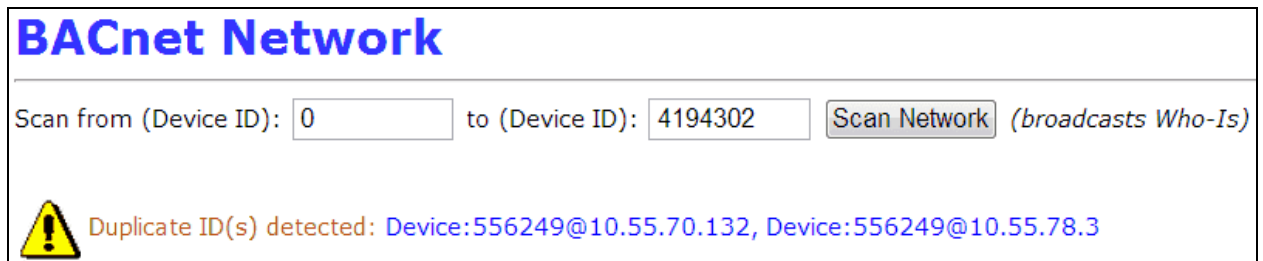 BACnet Network
Scan from (Device ID): 0 to (Device ID): 4194302 Scan Network (broadcasts Who-Is)
Duplicate ID(s) detected: Device:556249@10.55.70.132, Device:556249@10.55.78.3